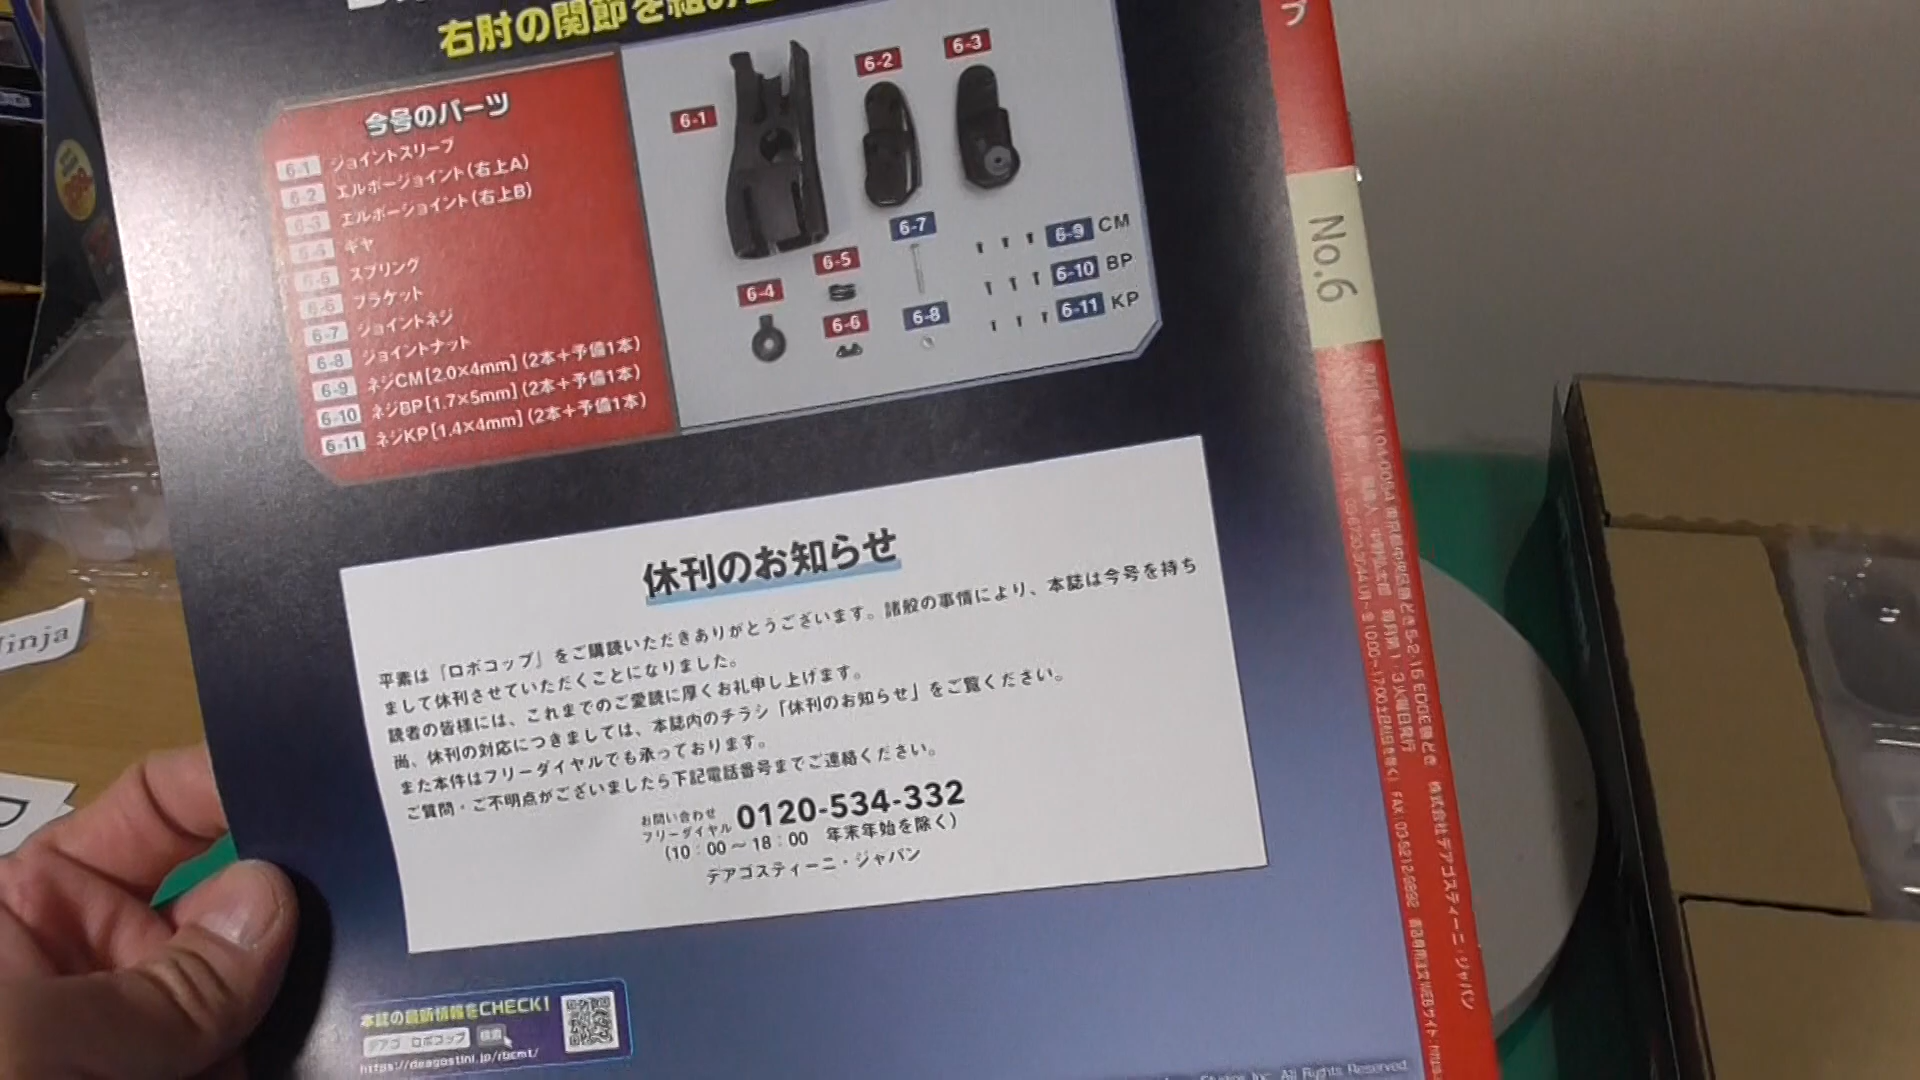 右肘の関節を組み
プ
今号のパーツ
6-1 ジョイントスリーブ
6-2 エルボージョイント(右上A)
6-3 エルボージョイント(右上B)
6-4 ギヤ
6-5 スプリング
6-6 ブラケット
6-7 ジョイントネジ
6-8 ジョイントナット
6-9 ネジCM[2.0×4mm](2本+予備1本)
6-10 ネジBP[1.7×5mm](2本+予備1本)
6-11 ネジKP[1.4×4mm](2本+予備1本)
6-1
6-2
6-3
6-4
6-5
6-6
6-7
6-8
6-9 CM
6-10 BP
6-11 KP
No.6
休刊のお知らせ
平素は『ロボコップ』をご購読いただきありがとうございます。諸般の事情により、本誌は今号を持ち
まして休刊させていただくことになりました。
読者の皆様には、これまでのご愛読に厚くお礼申し上げます。
尚、休刊の対応につきましては、本誌内のチラシ「休刊のお知らせ」をご覧ください。
また本件はフリーダイヤルでも承っております。
ご質問・ご不明点がございましたら下記電話番号までご連絡ください。
お問い合わせ
フリーダイヤル 0120-534-332
(10:00～18:00 年末年始を除く)
デアゴスティーニ・ジャパン
本誌の最新情報をCHECK!
デアゴ ロボコップ 検索
https://deagostini.jp/rbcmt/
株式会社デアゴスティーニ・ジャパン
All Rights Reserved.
injia